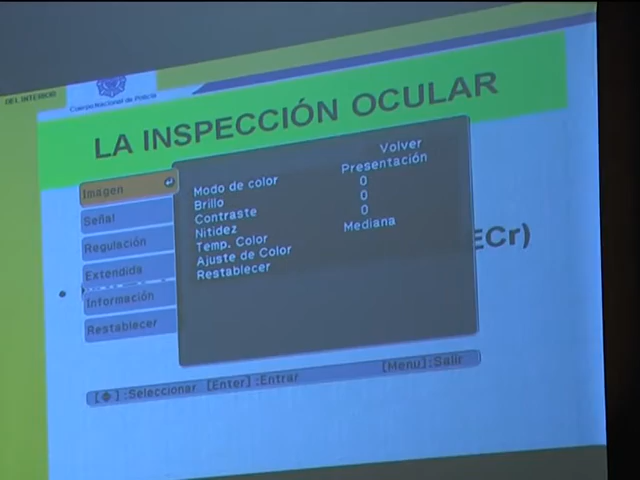 DEL INTERIOR
Cuerpo Nacional de Policía
LA INSPECCIÓN OCULAR
Imagen
Señal
Regulación
Extendida
Información
Restablecer
Volver
Modo de color Presentación
Brillo 0
Contraste 0
Nitidez 0
Temp. Color Mediana
Ajuste de Color
Restablecer
ECr)
[ ]:Seleccionar [Enter]:Entrar [Menu]:Salir